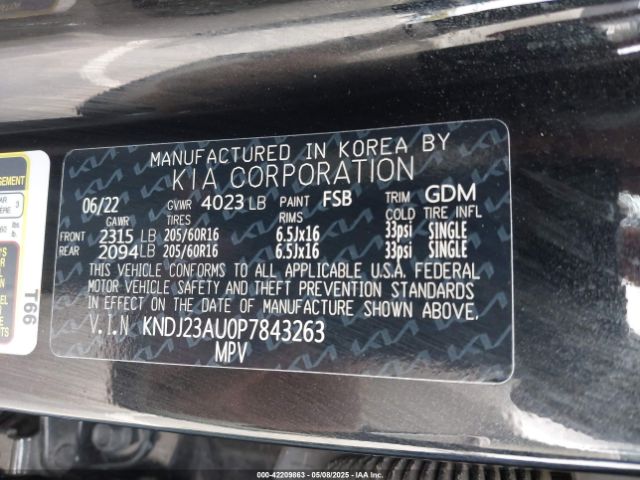 MANUFACTURED IN KOREA BY
KIA CORPORATION
06/22 GVWR 4023 LB PAINT FSB TRIM GDM
GAWR TIRES RIMS COLD TIRE INFL
FRONT 2315 LB 205/60R16 6.5Jx16 33psi SINGLE
REAR 2094 LB 205/60R16 6.5Jx16 33psi SINGLE
THIS VEHICLE CONFORMS TO ALL APPLICABLE U.S.A. FEDERAL
MOTOR VEHICLE SAFETY AND THEFT PREVENTION STANDARDS
IN EFFECT ON THE DATE OF MANUFACTURE SHOWN ABOVE.
V.I.N KNDJ23AU0P7843263
MPV
000-42209863 - 05/08/2025 - IAAI, Inc.